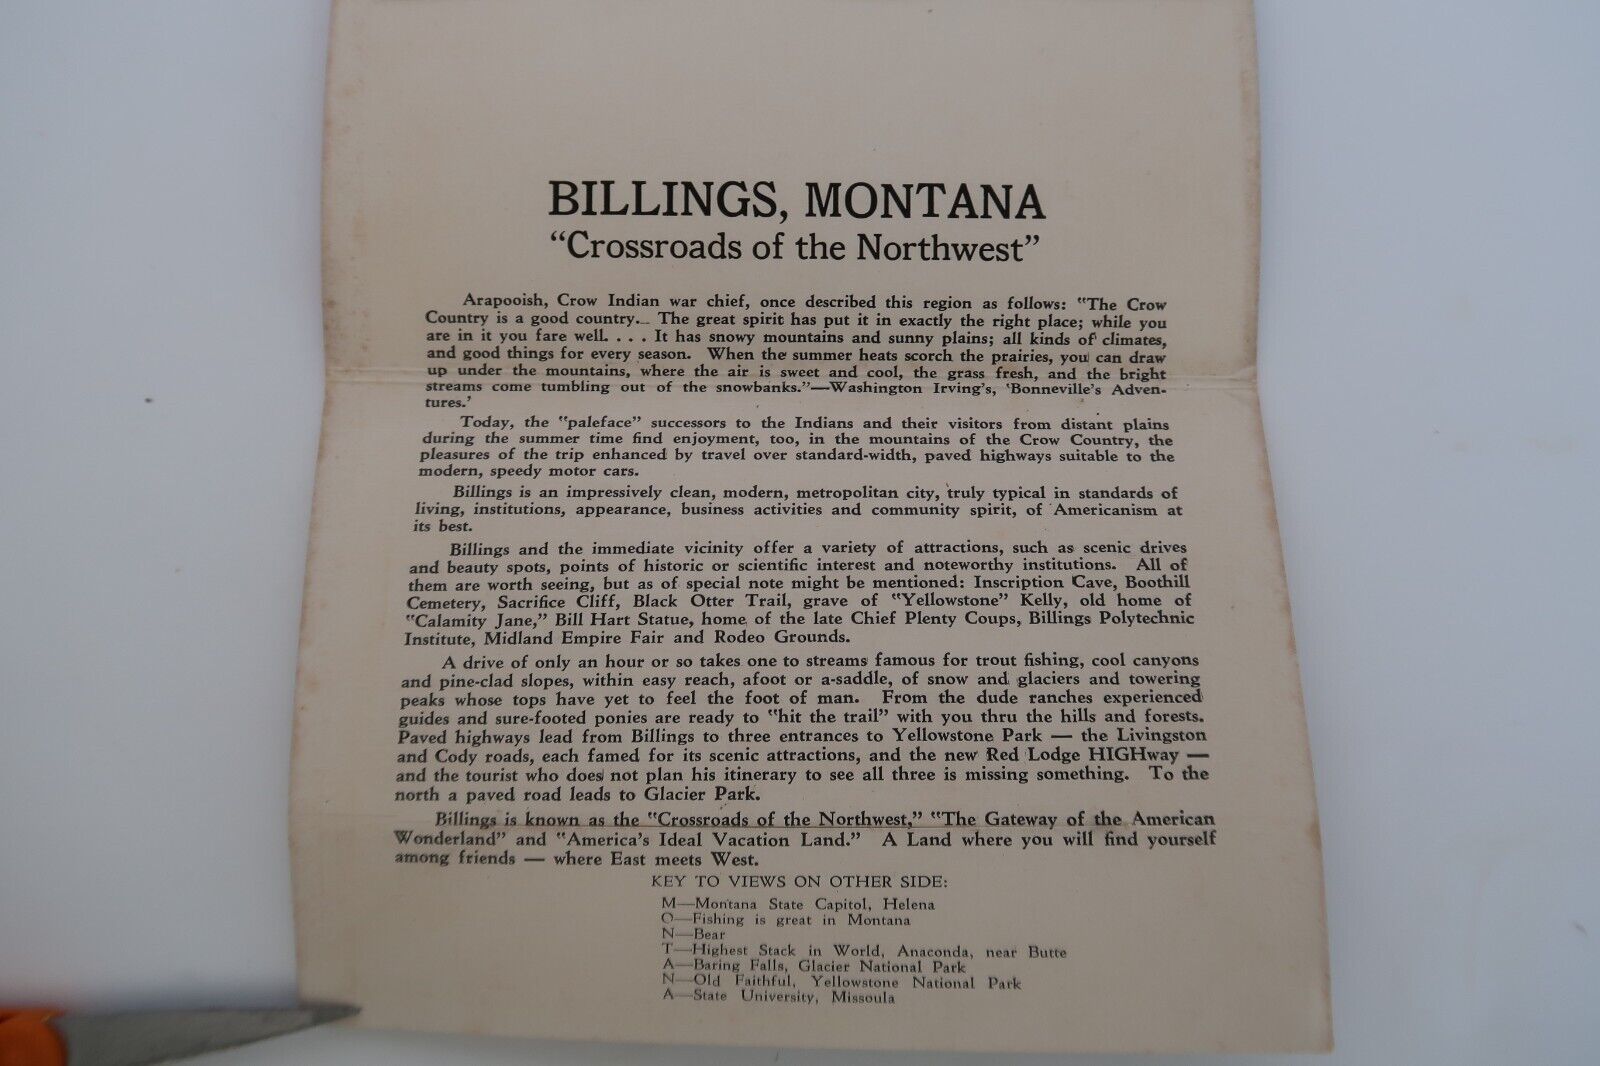 BILLINGS, MONTANA
"Crossroads of the Northwest"
Arapooish, Crow Indian war chief, once described this region as follows: "The Crow
Country is a good country... The great spirit has put it in exactly the right place; while you
are in it you fare well. . . . It has snowy mountains and sunny plains; all kinds of climates,
and good things for every season. When the summer heats scorch the prairies, you can draw
up under the mountains, where the air is sweet and cool, the grass fresh, and the bright
streams come tumbling out of the snowbanks."—Washington Irving's, 'Bonneville's Adven-
tures.'
Today, the "paleface" successors to the Indians and their visitors from distant plains
during the summer time find enjoyment, too, in the mountains of the Crow Country, the
pleasures of the trip enhanced by travel over standard-width, paved highways suitable to the
modern, speedy motor cars.
Billings is an impressively clean, modern, metropolitan city, truly typical in standards of
living, institutions, appearance, business activities and community spirit, of Americanism at
its best.
Billings and the immediate vicinity offer a variety of attractions, such as scenic drives
and beauty spots, points of historic or scientific interest and noteworthy institutions. All of
them are worth seeing, but as of special note might be mentioned: Inscription Cave, Boothill
Cemetery, Sacrifice Cliff, Black Otter Trail, grave of "Yellowstone" Kelly, old home of
"Calamity Jane," Bill Hart Statue, home of the late Chief Plenty Coups, Billings Polytechnic
Institute, Midland Empire Fair and Rodeo Grounds.
A drive of only an hour or so takes one to streams famous for trout fishing, cool canyons
and pine-clad slopes, within easy reach, afoot or a-saddle, of snow and glaciers and towering
peaks whose tops have yet to feel the foot of man. From the dude ranches experienced
guides and sure-footed ponies are ready to "hit the trail" with you thru the hills and forests.
Paved highways lead from Billings to three entrances to Yellowstone Park — the Livingston
and Cody roads, each famed for its scenic attractions, and the new Red Lodge HIGHway —
and the tourist who does not plan his itinerary to see all three is missing something. To the
north a paved road leads to Glacier Park.
Billings is known as the "Crossroads of the Northwest," "The Gateway of the American
Wonderland" and "America's Ideal Vacation Land." A Land where you will find yourself
among friends — where East meets West.
KEY TO VIEWS ON OTHER SIDE:
M—Montana State Capitol, Helena
O—Fishing is great in Montana
N—Bear
T—Highest Stack in World, Anaconda, near Butte
A—Baring Falls, Glacier National Park
N—Old Faithful, Yellowstone National Park
A—State University, Missoula